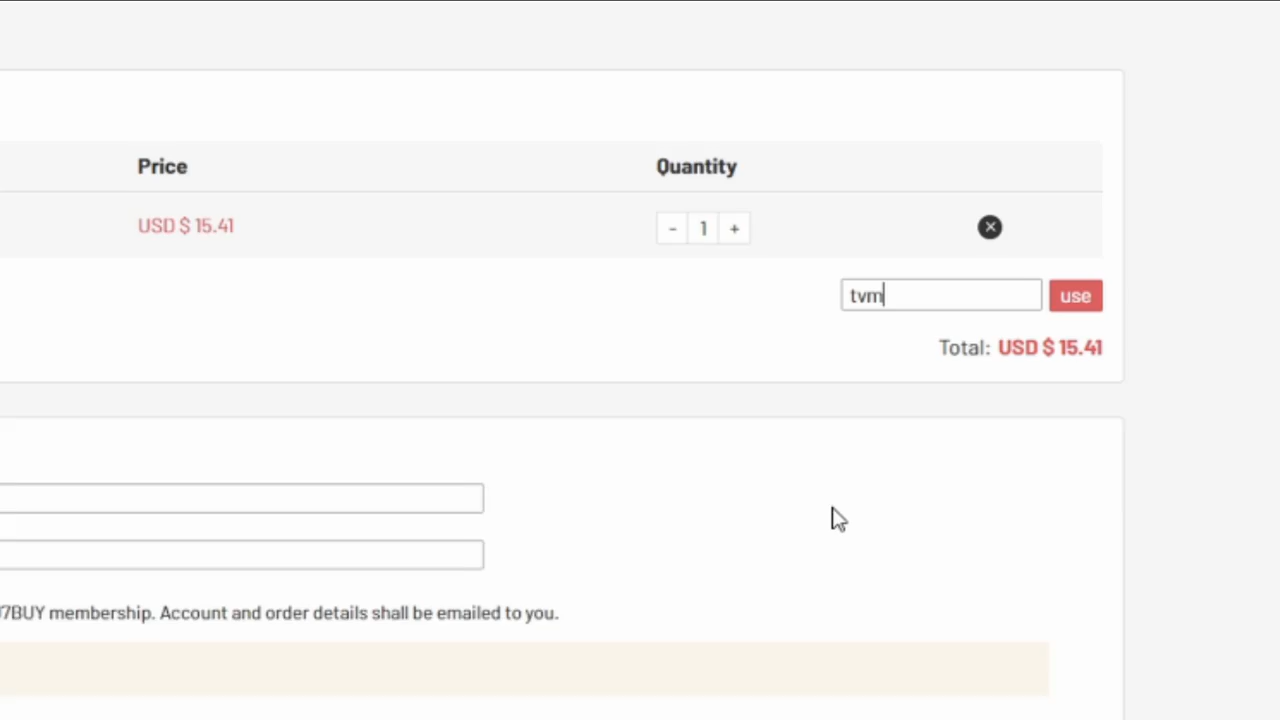 Price
Quantity
USD $ 15.41
- 1 +
tvm
use
Total: USD $ 15.41
7BUY membership. Account and order details shall be emailed to you.